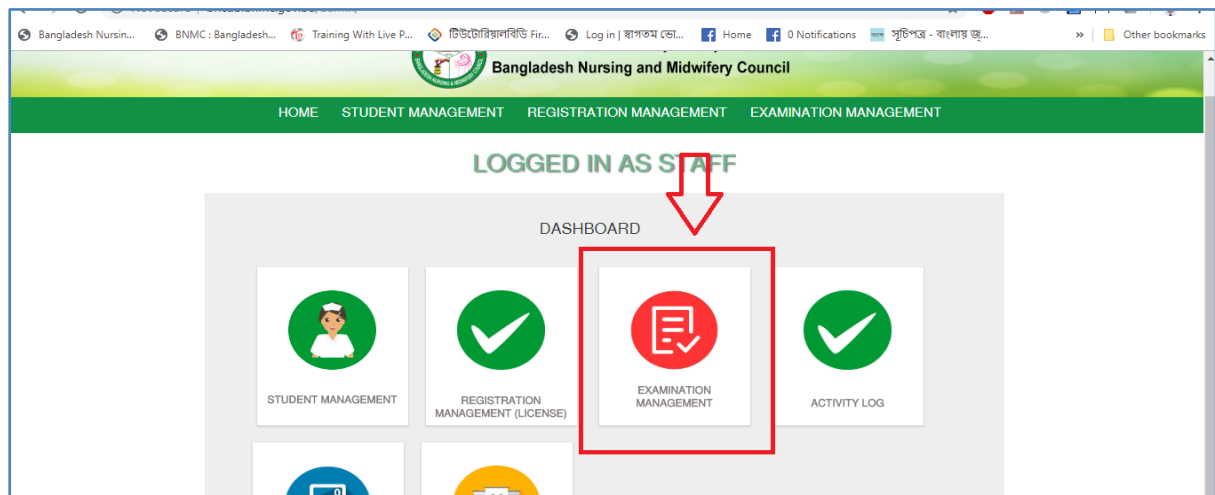 Bangladesh Nursin...
BNMC : Bangladesh...
Training With Live P...
টিউটোরিয়ালবিডি Fir...
Log in | স্বাগতম ভো...
Home
0 Notifications
সূচিপত্র - বাংলায় জ্...
»
Other bookmarks
Bangladesh Nursing and Midwifery Council
HOME STUDENT MANAGEMENT REGISTRATION MANAGEMENT EXAMINATION MANAGEMENT
LOGGED IN AS STAFF
DASHBOARD
STUDENT MANAGEMENT
REGISTRATION
MANAGEMENT (LICENSE)
EXAMINATION
MANAGEMENT
ACTIVITY LOG